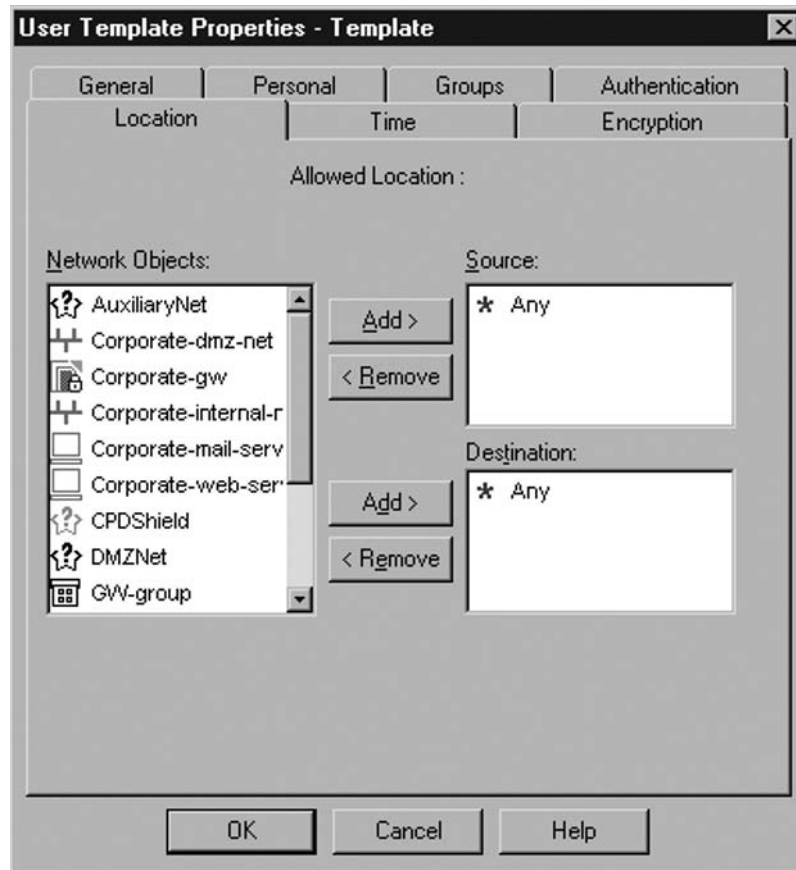 User Template Properties - Template
General Personal Groups Authentication
Location Time Encryption
Allowed Location :
Network Objects:
AuxiliaryNet
Corporate-dmz-net
Corporate-gw
Corporate-internal-r
Corporate-mail-serv
Corporate-web-ser
CPDShield
DMZNet
GW-group
Add >
< Remove
Add >
< Remove
Source:
* Any
Destination:
* Any
OK Cancel Help